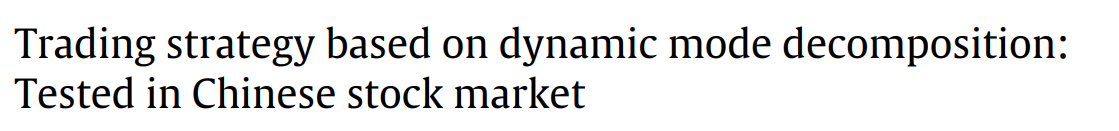 Trading strategy based on dynamic mode decomposition:
Tested in Chinese stock market